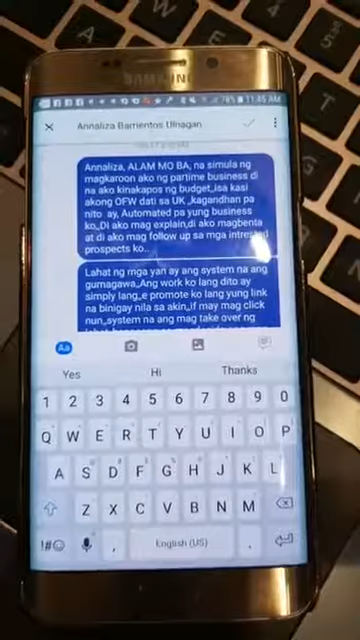 SAMSUNG
78% 11:45 AM
Annaliza Barrientos Ulnagan
Annaliza, ALAM MO BA, na simula ng
magkaroon ako ng partime business di
na ako kinakapos ng budget,isa kasi
akong OFW dati sa UK ,kagandhan pa
nito ay, Automated pa yung business
ko,Di ako mag explain,di ako magbenta
at di ako mag follow up sa mga intrested
prospects ko..
Lahat ng mga yan ay ang system na ang
gumagawa,,Ang work ko lang dito ay
simply lang,,e promote ko lang yung link
na binigay nila sa akin,,if may mag click
nun,,system na ang mag take over ng
Aa
Yes Hi Thanks
1 2 3 4 5 6 7 8 9 0
Q W E R T Y U I O P
A S D F G H J K L
Z X C V B N M
!#☺ , English (US) .